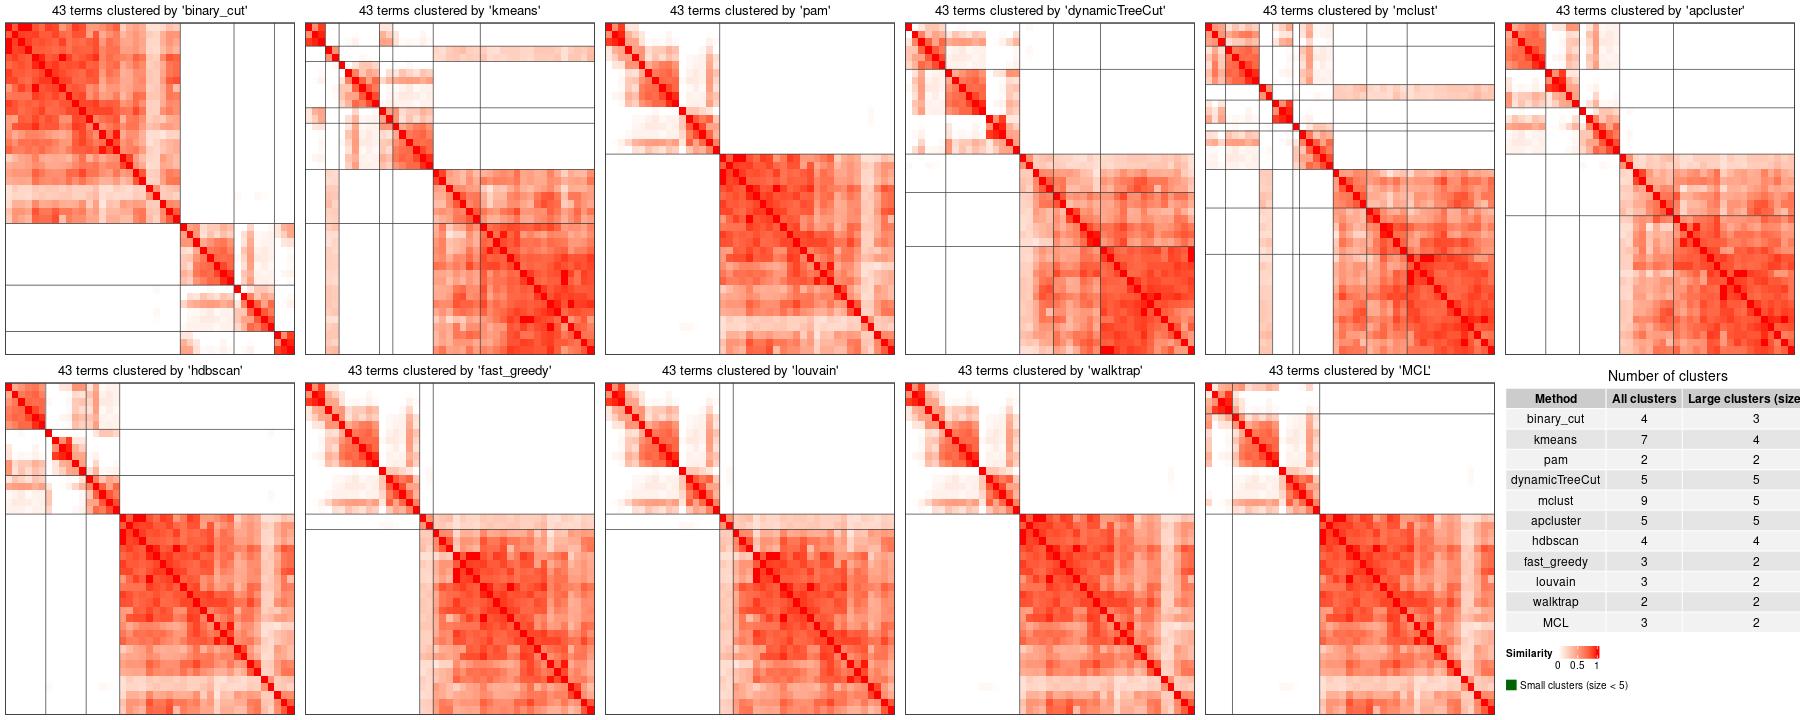 43 terms clustered by 'binary_cut'
43 terms clustered by 'kmeans'
43 terms clustered by 'pam'
43 terms clustered by 'dynamicTreeCut'
43 terms clustered by 'mclust'
43 terms clustered by 'apcluster'
43 terms clustered by 'hdbscan'
43 terms clustered by 'fast_greedy'
43 terms clustered by 'louvain'
43 terms clustered by 'walktrap'
43 terms clustered by 'MCL'
Number of clusters
Method All clusters Large clusters (size
binary_cut 4 3
kmeans 7 4
pam 2 2
dynamicTreeCut 5 5
mclust 9 5
apcluster 5 5
hdbscan 4 4
fast_greedy 3 2
louvain 3 2
walktrap 2 2
MCL 3 2
Similarity
0 0.5 1
Small clusters (size < 5)